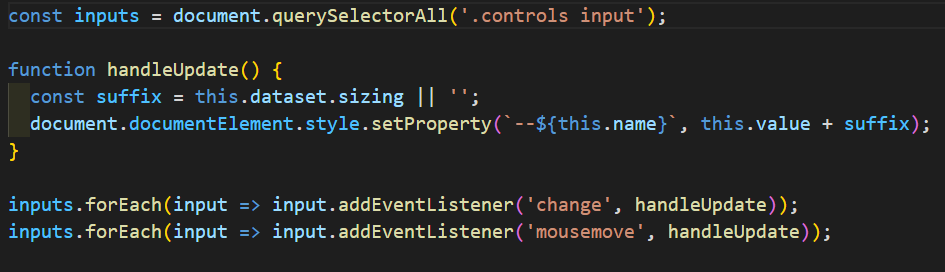 const inputs = document.querySelectorAll('.controls input');
function handleUpdate() {
const suffix = this.dataset.sizing || '';
document.documentElement.style.setProperty(`--${this.name}`, this.value + suffix);
}
inputs.forEach(input => input.addEventListener('change', handleUpdate));
inputs.forEach(input => input.addEventListener('mousemove', handleUpdate));